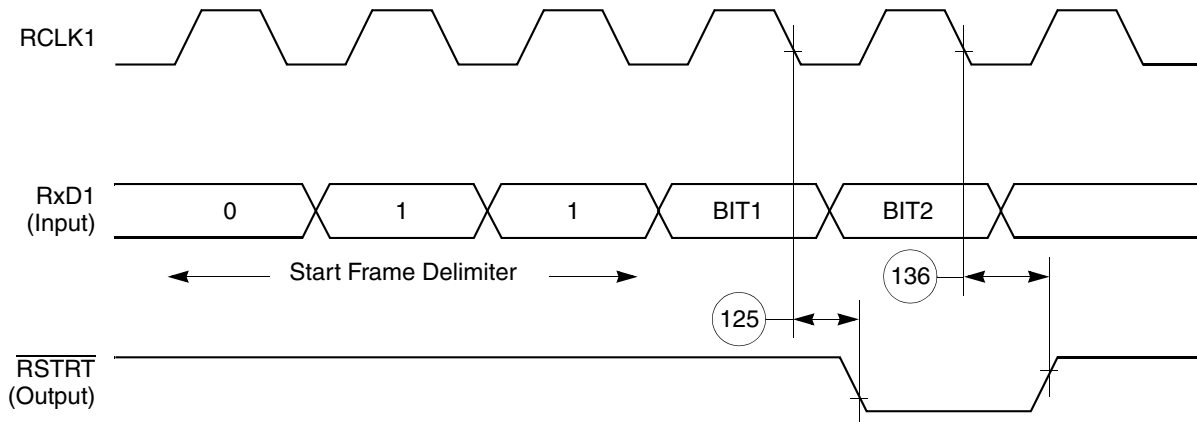 RCLK1
RxD1
(Input)
0 1 1 BIT1 BIT2
Start Frame Delimiter
136
125
RSTRT
(Output)